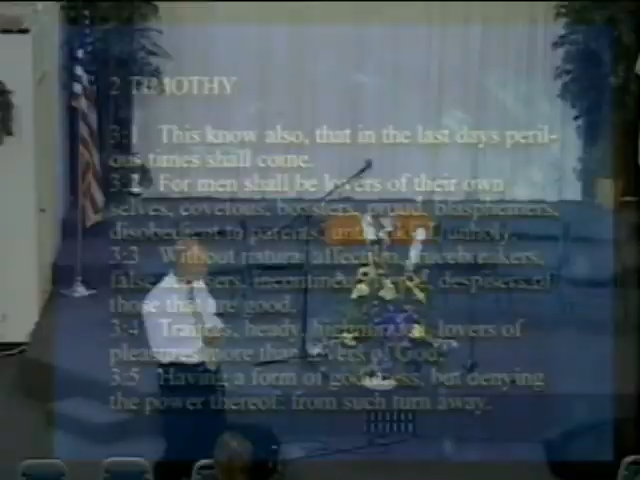 2 TIMOTHY
3:1 This know also, that in the last days peril-
ous times shall come.
3:2 For men shall be lovers of their own
selves, covetous, boasters, proud, blasphemers,
disobedient to parents, unholy,
3:3 Without natural affection, trucebreakers,
false accusers, incontinent, despisers of
those that are good,
3:4 Traitors, heady, highminded, lovers of
pleasures more than lovers of God;
3:5 Having a form of godliness, but denying
the power thereof: from such turn away.